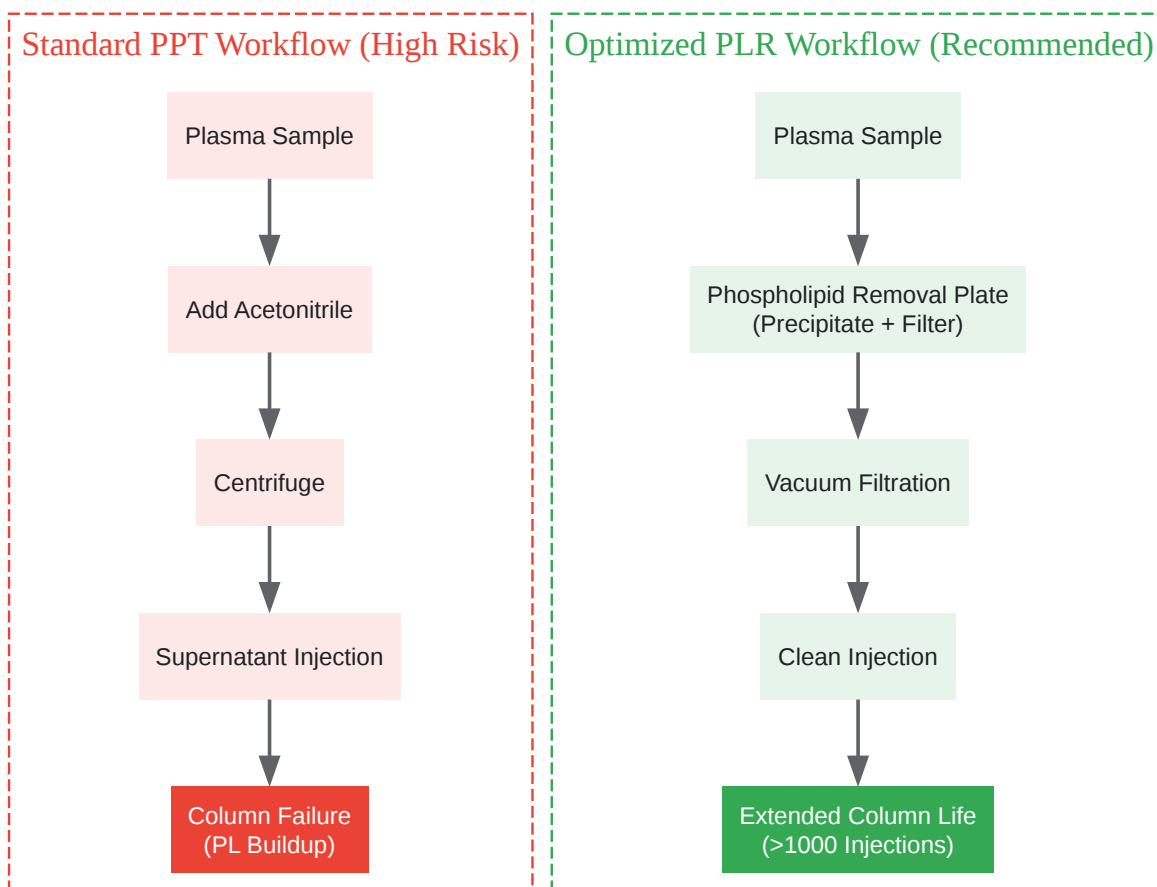 Standard PPT Workflow (High Risk)
Plasma Sample
Add Acetonitrile
Centrifuge
Supernatant Injection
Column Failure
(PL Buildup)
Optimized PLR Workflow (Recommended)
Plasma Sample
Phospholipid Removal Plate
(Precipitate + Filter)
Vacuum Filtration
Clean Injection
Extended Column Life
(>1000 Injections)